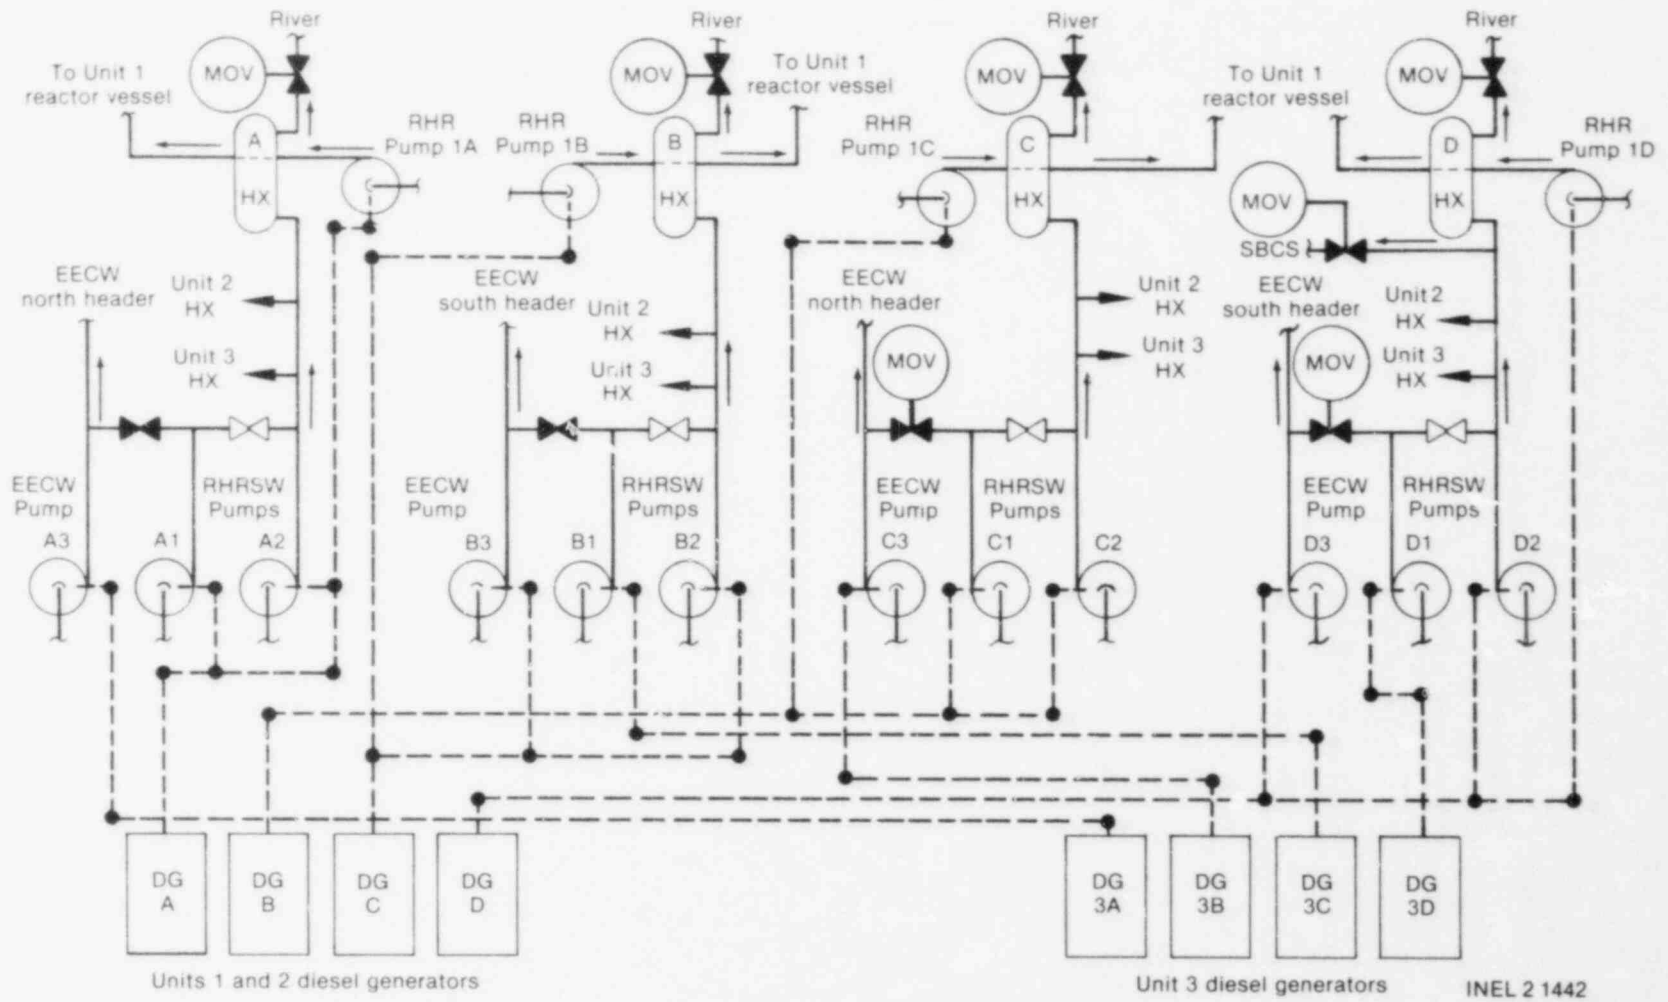 River
River
River
River
MOV
MOV
MOV
MOV
To Unit 1
reactor vessel
To Unit 1
reactor vessel
To Unit 1
reactor vessel
A
HX
B
HX
C
HX
D
HX
RHR
Pump 1A
RHR
Pump 1B
RHR
Pump 1C
RHR
Pump 1D
MOV
SBCS
EECW
north header
Unit 2
HX
Unit 3
HX
EECW
south header
Unit 2
HX
Unit 3
HX
EECW
north header
MOV
Unit 2
HX
Unit 3
HX
EECW
south header
MOV
Unit 2
HX
Unit 3
HX
EECW
Pump
RHRSW
Pumps
A3
A1
A2
EECW
Pump
RHRSW
Pumps
B3
B1
B2
EECW
Pump
RHRSW
Pumps
C3
C1
C2
EECW
Pump
RHRSW
Pumps
D3
D1
D2
DG
A
DG
B
DG
C
DG
D
DG
3A
DG
3B
DG
3C
DG
3D
Units 1 and 2 diesel generators
Unit 3 diesel generators
INEL 2 1442